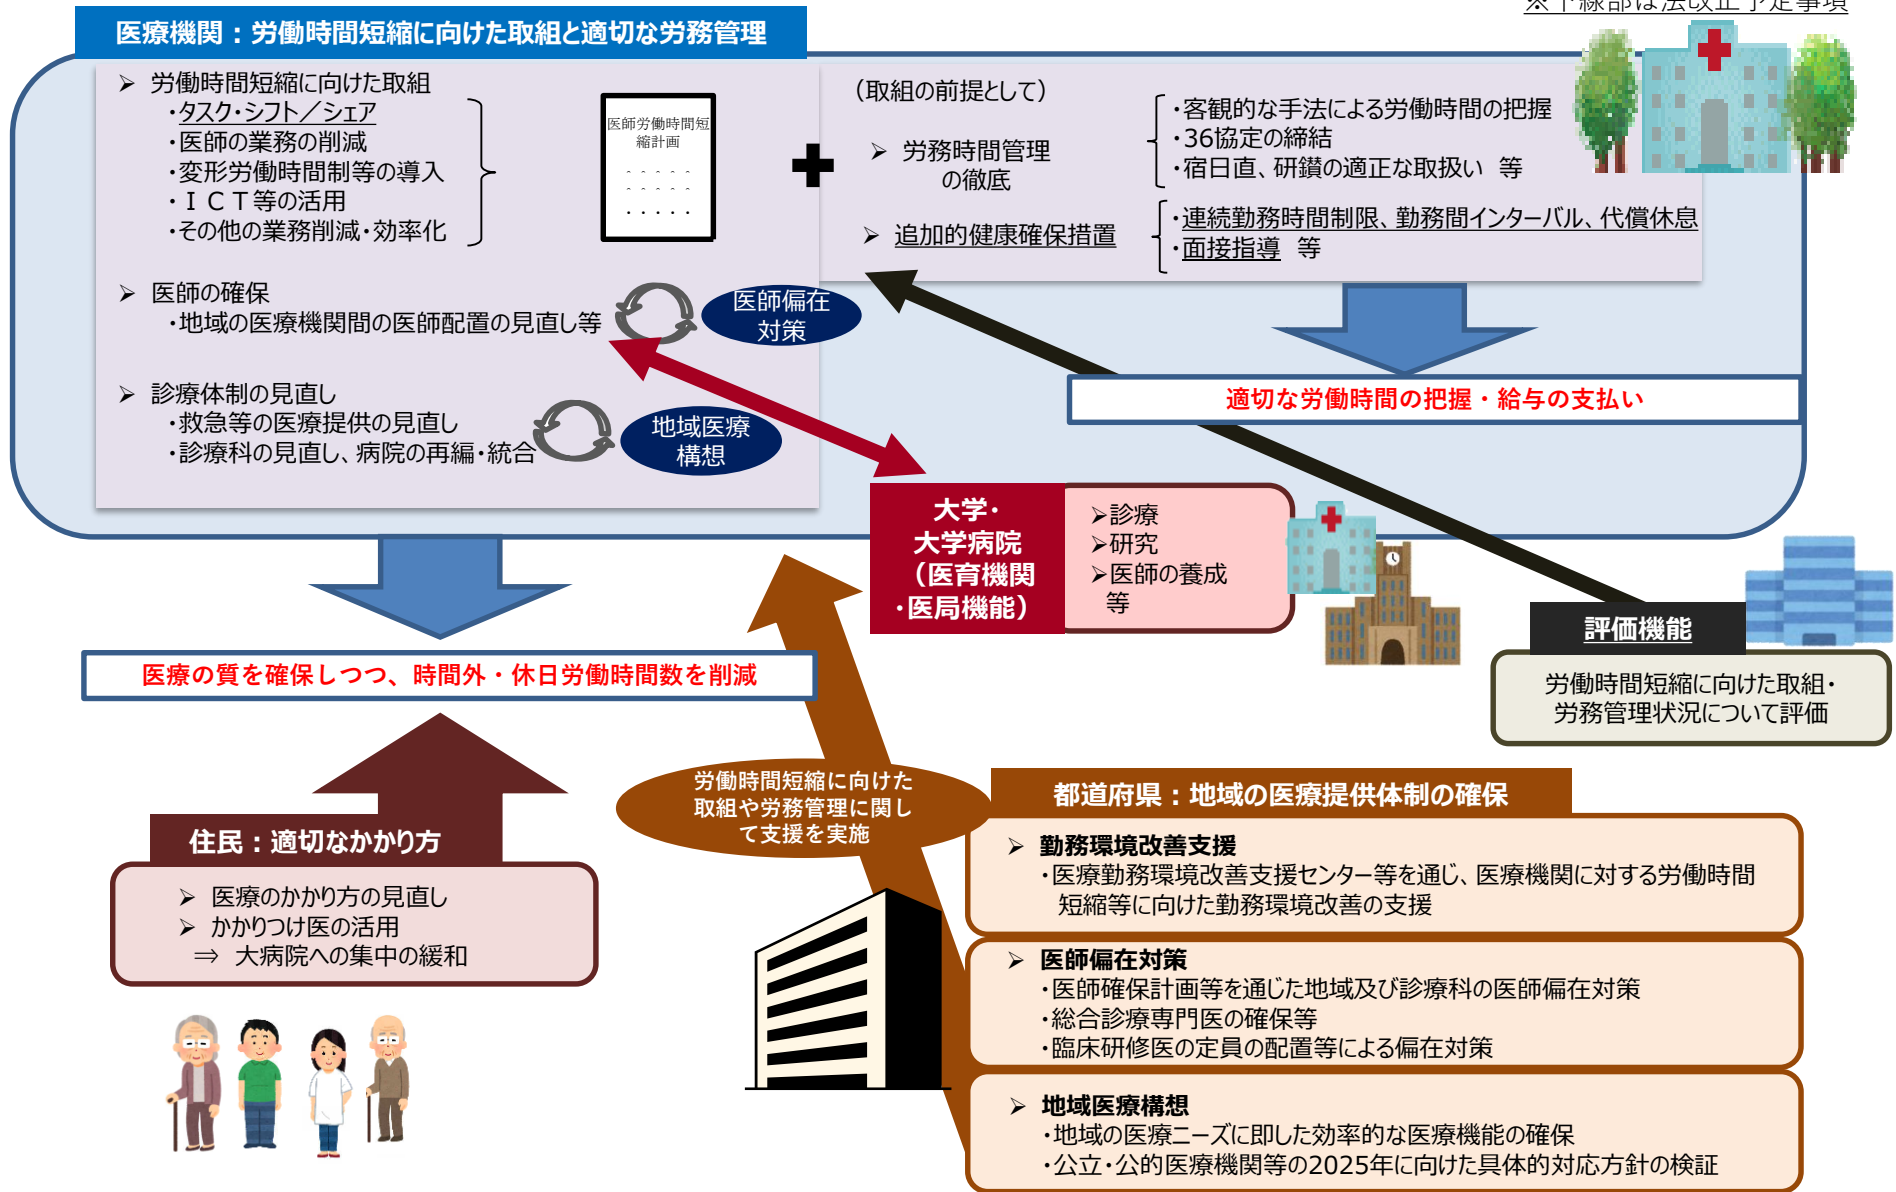 ※下線部は法改正予定事項
医療機関：労働時間短縮に向けた取組と適切な労務管理
➢ 労働時間短縮に向けた取組
・タスク・シフト／シェア
・医師の業務の削減
・変形労働時間制等の導入
・ＩＣＴ等の活用
・その他の業務削減・効率化
医師労働時間短
縮計画
➢ 医師の確保
・地域の医療機関間の医師配置の見直し等
医師偏在
対策
➢ 診療体制の見直し
・救急等の医療提供の見直し
・診療科の見直し、病院の再編・統合
地域医療
構想
（取組の前提として）
➢ 労務時間管理
の徹底
・客観的な手法による労働時間の把握
・36協定の締結
・宿日直、研鑽の適正な取扱い 等
➢ 追加的健康確保措置
・連続勤務時間制限、勤務間インターバル、代償休息
・面接指導 等
適切な労働時間の把握・給与の支払い
大学・
大学病院
（医育機関
・医局機能）
➢診療
➢研究
➢医師の養成
等
評価機能
労働時間短縮に向けた取組・
労務管理状況について評価
医療の質を確保しつつ、時間外・休日労働時間数を削減
住民：適切なかかり方
➢ 医療のかかり方の見直し
➢ かかりつけ医の活用
⇒ 大病院への集中の緩和
労働時間短縮に向けた
取組や労務管理に関し
て支援を実施
都道府県：地域の医療提供体制の確保
➢ 勤務環境改善支援
・医療勤務環境改善支援センター等を通じ、医療機関に対する労働時間
短縮等に向けた勤務環境改善の支援
➢ 医師偏在対策
・医師確保計画等を通じた地域及び診療科の医師偏在対策
・総合診療専門医の確保等
・臨床研修医の定員の配置等による偏在対策
➢ 地域医療構想
・地域の医療ニーズに即した効率的な医療機能の確保
・公立・公的医療機関等の2025年に向けた具体的対応方針の検証